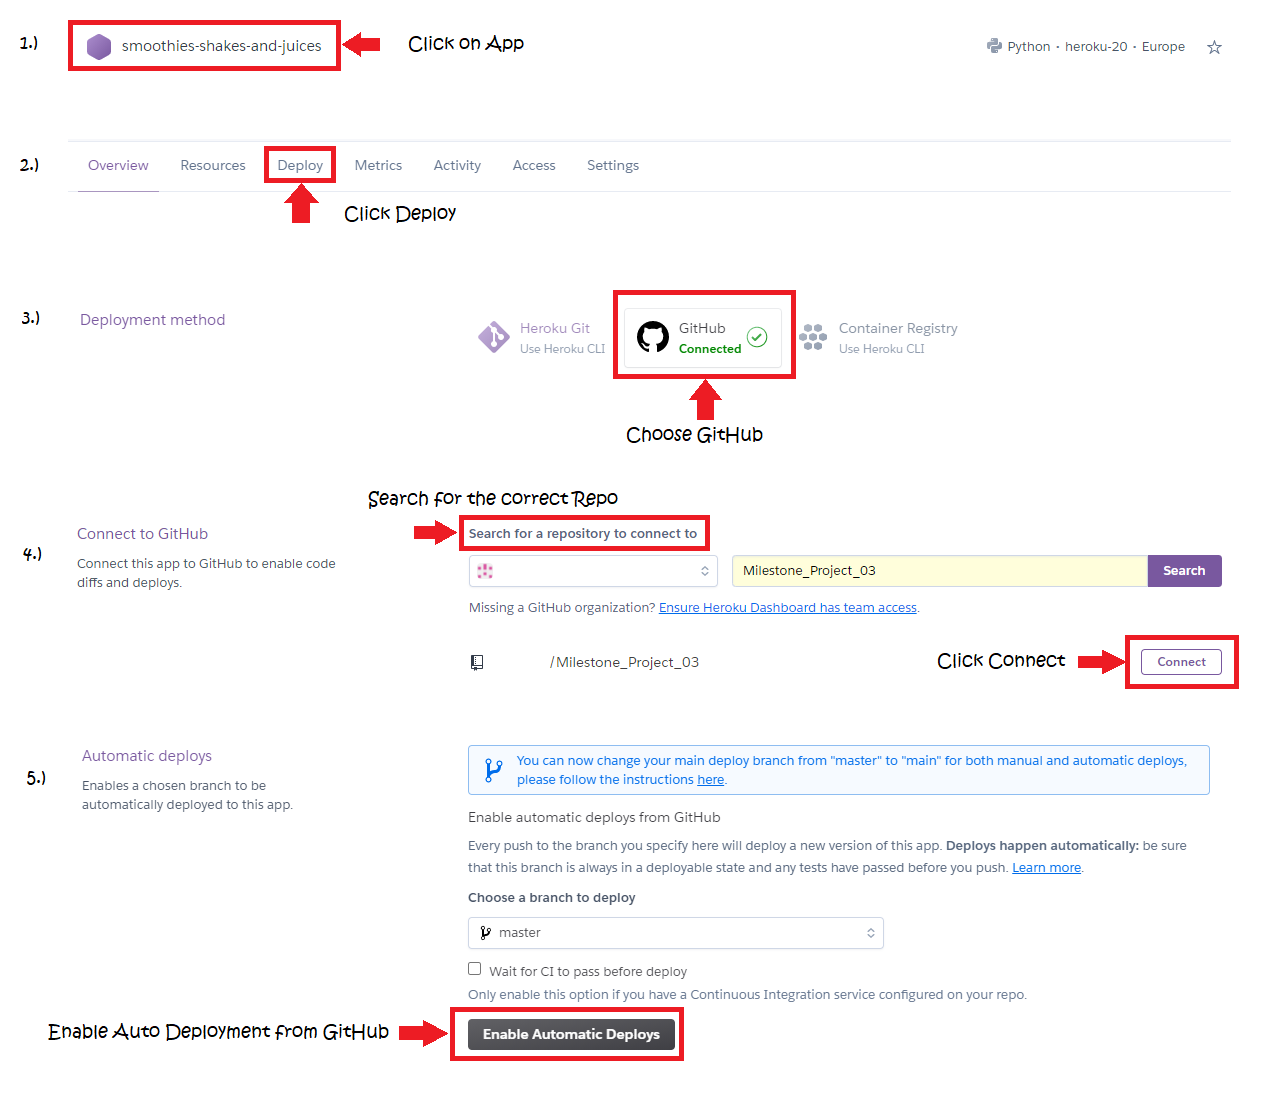 1.) smoothies-shakes-and-juices Click on App Python • heroku-20 • Europe
2.) Overview Resources Deploy Metrics Activity Access Settings
Click Deploy
3.) Deployment method
Heroku Git
Use Heroku CLI
GitHub
Connected
Container Registry
Use Heroku CLI
Choose GitHub
Search for the correct Repo
4.) Connect to GitHub
Connect this app to GitHub to enable code
diffs and deploys.
Search for a repository to connect to
Milestone_Project_03 Search
Missing a GitHub organization? Ensure Heroku Dashboard has team access.
/Milestone_Project_03 Click Connect Connect
5.) Automatic deploys
Enables a chosen branch to be
automatically deployed to this app.
You can now change your main deploy branch from "master" to "main" for both manual and automatic deploys,
please follow the instructions here.
Enable automatic deploys from GitHub
Every push to the branch you specify here will deploy a new version of this app. Deploys happen automatically: be sure
that this branch is always in a deployable state and any tests have passed before you push. Learn more.
Choose a branch to deploy
master
Wait for CI to pass before deploy
Only enable this option if you have a Continuous Integration service configured on your repo.
Enable Auto Deployment from GitHub Enable Automatic Deploys